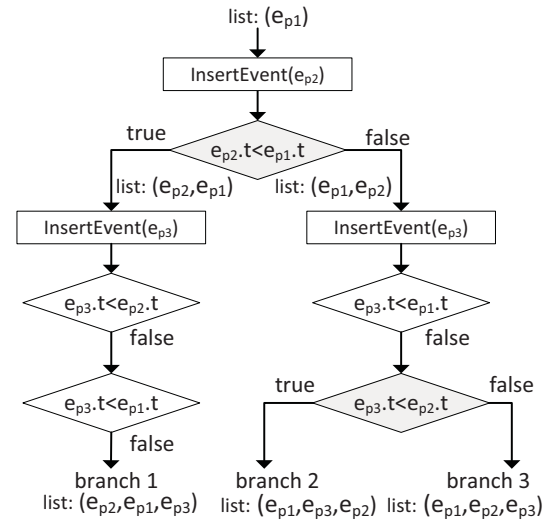 list: (ep1)
InsertEvent(ep2)
true
false
ep2.t<ep1.t
list: (ep2,ep1)
list: (ep1,ep2)
InsertEvent(ep3)
InsertEvent(ep3)
ep3.t<ep2.t
ep3.t<ep1.t
false
false
true
false
ep3.t<ep1.t
ep3.t<ep2.t
false
branch 1
branch 2
branch 3
list: (ep2,ep1,ep3)
list: (ep1,ep3,ep2)
list: (ep1,ep2,ep3)